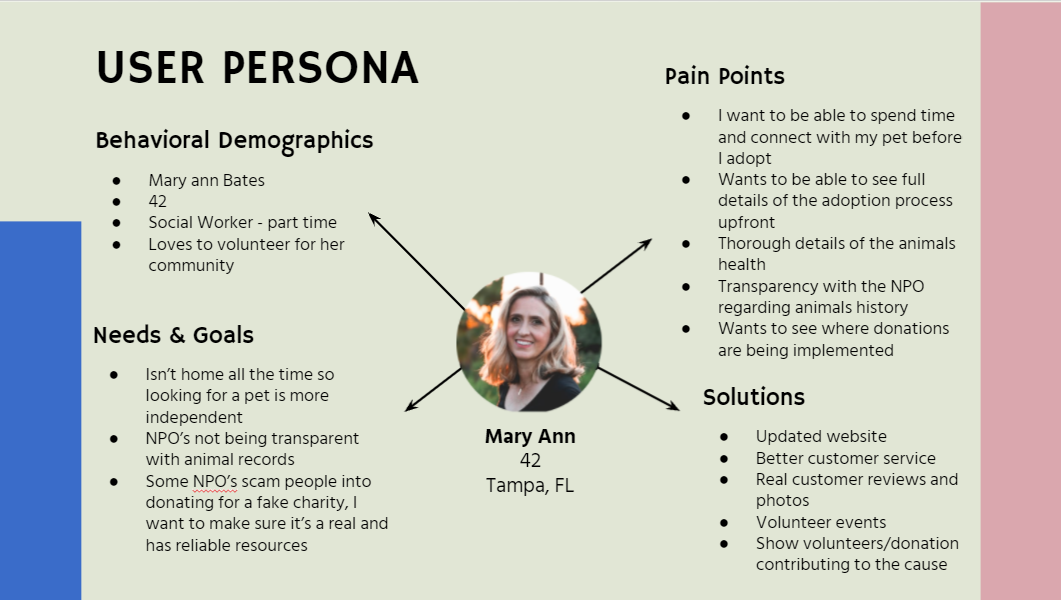 USER PERSONA
Behavioral Demographics
● Mary ann Bates
● 42
● Social Worker - part time
● Loves to volunteer for her
community
Needs & Goals
● Isn’t home all the time so
looking for a pet is more
independent
● NPO’s not being transparent
with animal records
● Some NPO’s scam people into
donating for a fake charity, I
want to make sure it’s a real and
has reliable resources
Mary Ann
42
Tampa, FL
Pain Points
● I want to be able to spend time
and connect with my pet before
I adopt
● Wants to be able to see full
details of the adoption process
upfront
● Thorough details of the animals
health
● Transparency with the NPO
regarding animals history
● Wants to see where donations
are being implemented
Solutions
● Updated website
● Better customer service
● Real customer reviews and
photos
● Volunteer events
● Show volunteers/donation
contributing to the cause